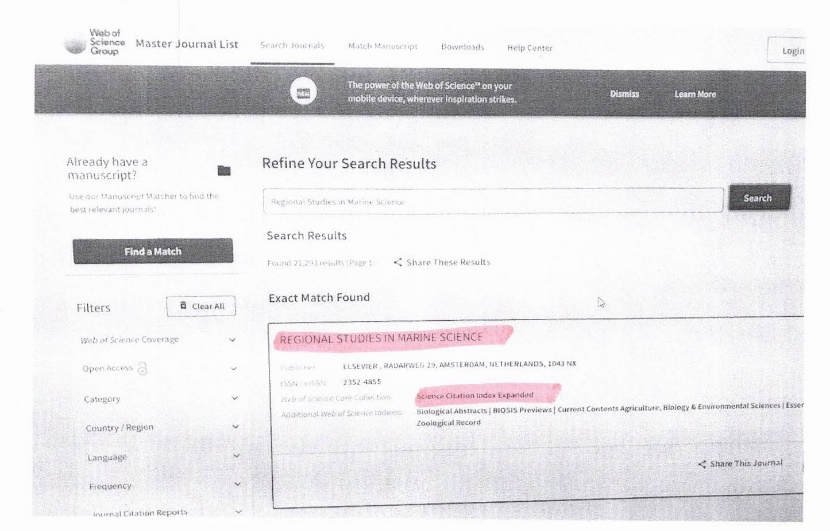 Web of
Science
Group
Master Journal List
Search Journals
Match Manuscript
Downloads
Help Center
Login
The power of the Web of Science™ on your
mobile device, wherever inspiration strikes.
Dismiss
Learn More
Already have a
manuscript?
Use our Manuscript Matcher to find the
best relevant journals!
Find a Match
Filters
Clear All
Web of Science Coverage
Open Access
Category
Country / Region
Language
Frequency
Journal Citation Reports
Refine Your Search Results
Regional Studies in Marine Science
Search
Search Results
Found 21,293 results (Page 1)
Share These Results
Exact Match Found
REGIONAL STUDIES IN MARINE SCIENCE
Publisher: ELSEVIER , RADARWEG 29, AMSTERDAM, NETHERLANDS, 1043 NX
ISSN / eISSN: 2352-4855
Web of Science Core Collection: Science Citation Index Expanded
Additional Web of Science Indexes: Biological Abstracts | BIOSIS Previews | Current Contents Agriculture, Biology & Environmental Sciences | Essen
Zoological Record
Share This Journal